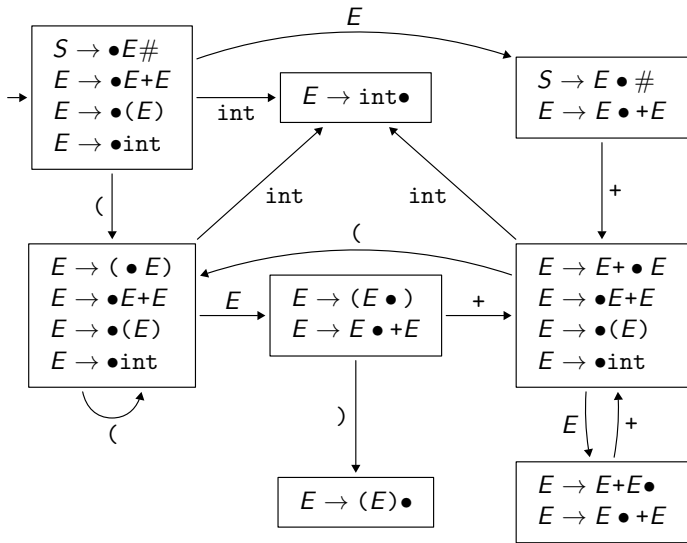 E
S → •E#
E → •E+E
E → •(E)
E → •int
int
E → int•
S → E • #
E → E • +E
(
int
int
+
(
E → ( • E)
E → •E+E
E → •(E)
E → •int
E
E → (E • )
E → E • +E
+
E → E+ • E
E → •E+E
E → •(E)
E → •int
(
)
E
+
E → (E)•
E → E+E•
E → E • +E